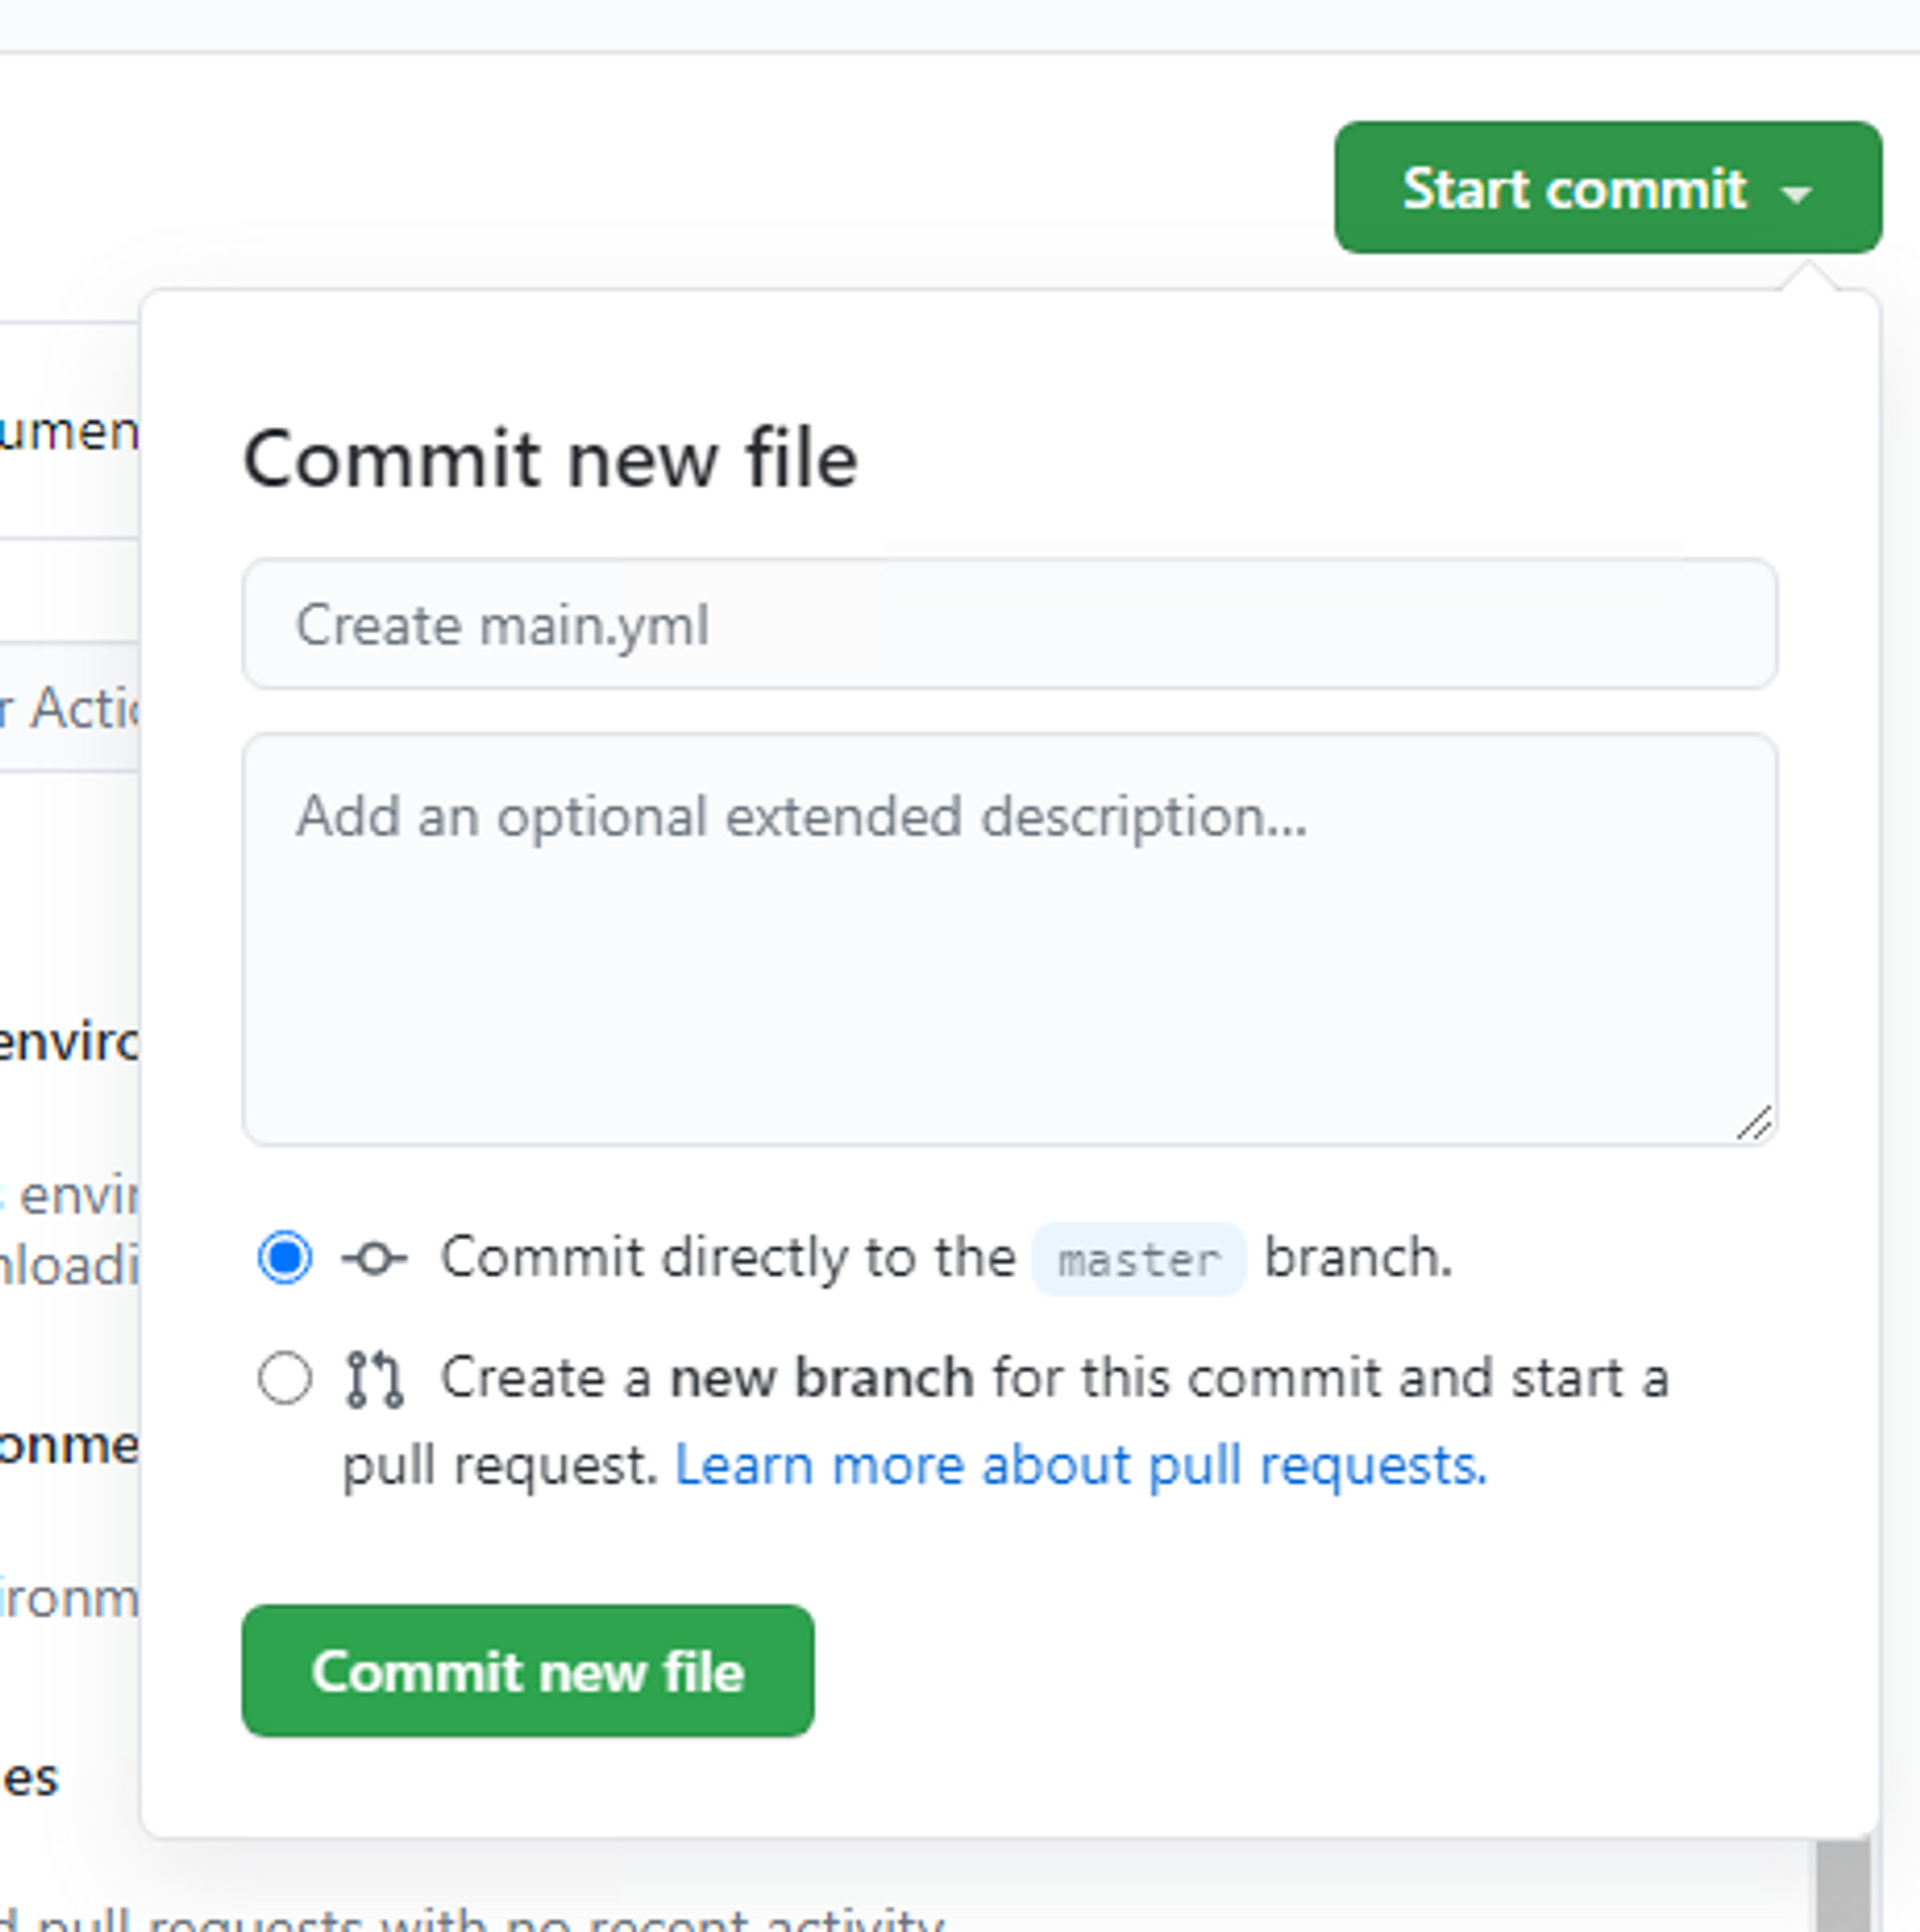 Start commit
Commit new file
Create main.yml
Add an optional extended description...
Commit directly to the master branch.
Create a new branch for this commit and start a
pull request. Learn more about pull requests.
Commit new file
umen
r Actio
enviro
envir
nloadi
onme
ironm
es
d pull requests with no recent activity